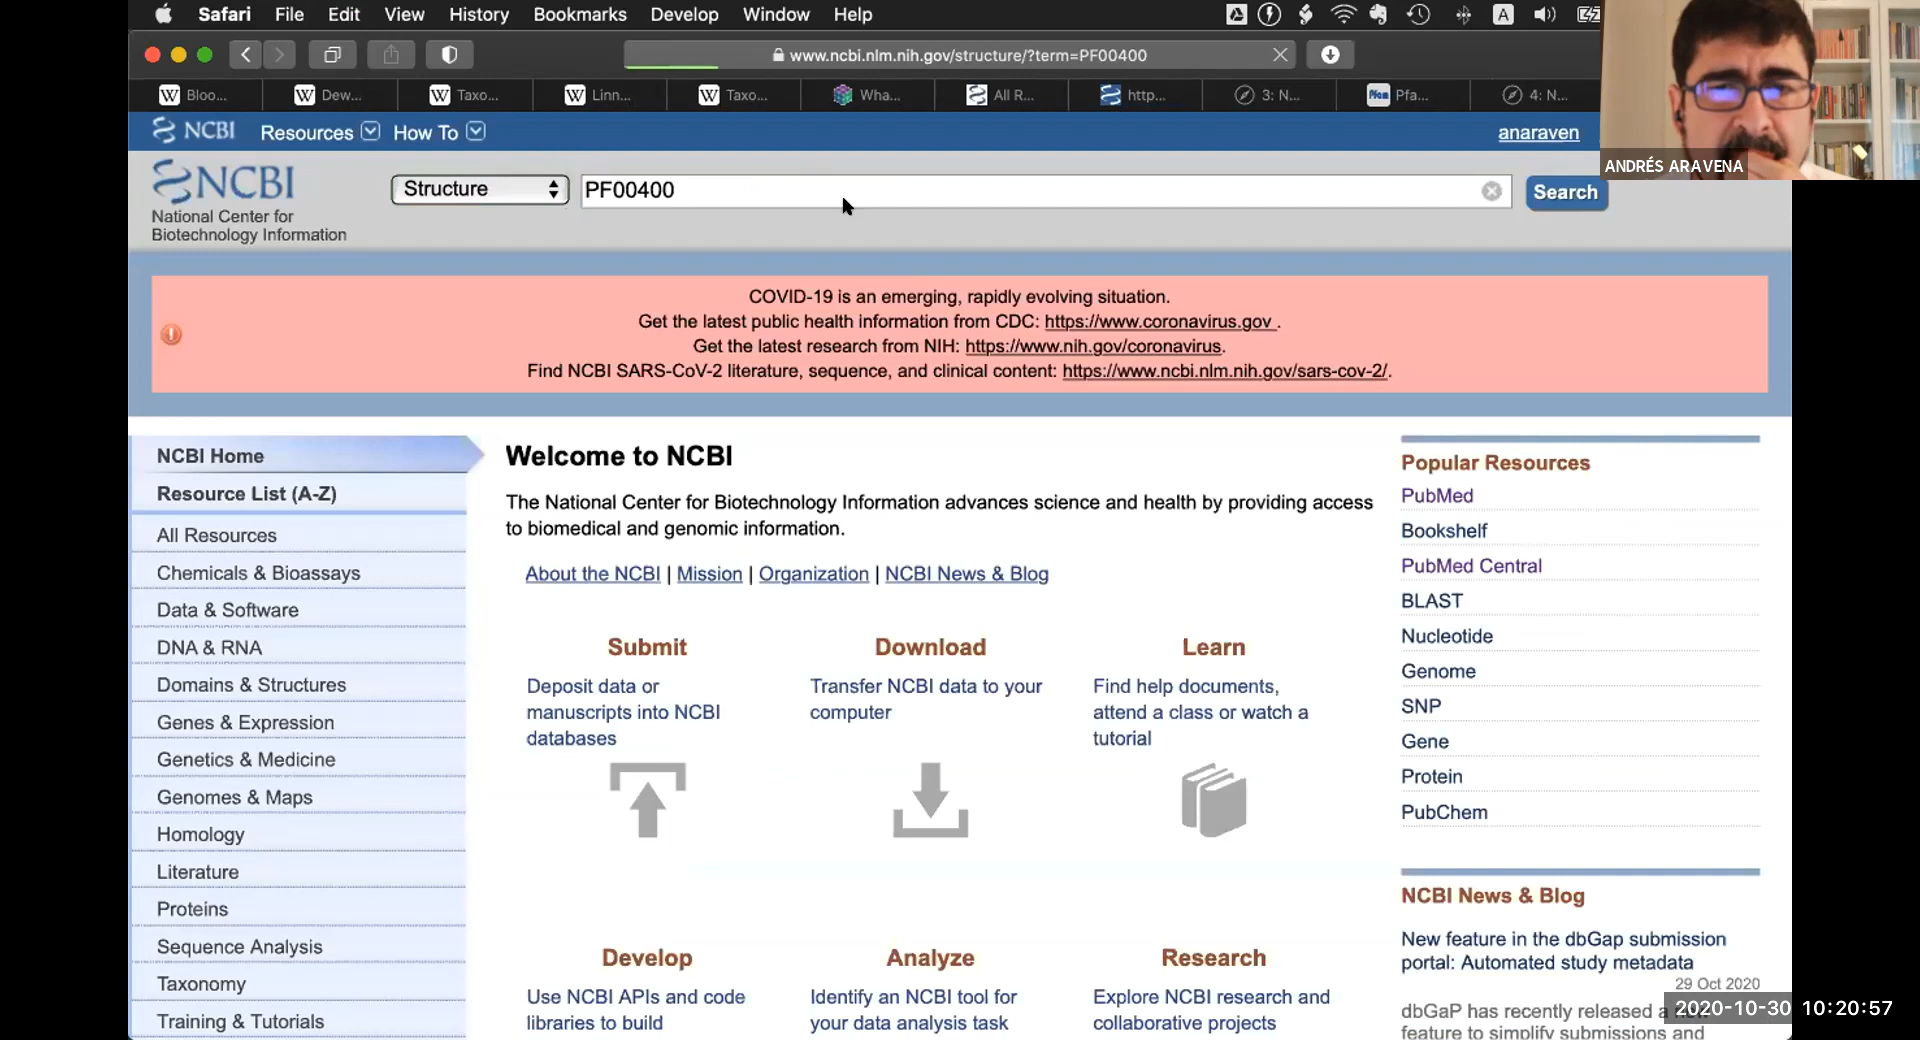 Safari File Edit View History Bookmarks Develop Window Help
A
www.ncbi.nlm.nih.gov/structure/?term=PF00400
W Bloo...
W Dew...
W Taxo...
W Linn...
W Taxo...
Wha...
All R...
http...
3: N...
Pfam Pfa...
4: N...
NCBI Resources How To
anaraven
ANDRÉS ARAVENA
NCBI
National Center for
Biotechnology Information
Structure
PF00400
Search
COVID-19 is an emerging, rapidly evolving situation.
Get the latest public health information from CDC: https://www.coronavirus.gov .
Get the latest research from NIH: https://www.nih.gov/coronavirus.
Find NCBI SARS-CoV-2 literature, sequence, and clinical content: https://www.ncbi.nlm.nih.gov/sars-cov-2/.
NCBI Home
Resource List (A-Z)
All Resources
Chemicals & Bioassays
Data & Software
DNA & RNA
Domains & Structures
Genes & Expression
Genetics & Medicine
Genomes & Maps
Homology
Literature
Proteins
Sequence Analysis
Taxonomy
Training & Tutorials
Welcome to NCBI
The National Center for Biotechnology Information advances science and health by providing access
to biomedical and genomic information.
About the NCBI | Mission | Organization | NCBI News & Blog
Submit
Deposit data or
manuscripts into NCBI
databases
Download
Transfer NCBI data to your
computer
Learn
Find help documents,
attend a class or watch a
tutorial
Develop
Use NCBI APIs and code
libraries to build
Analyze
Identify an NCBI tool for
your data analysis task
Research
Explore NCBI research and
collaborative projects
Popular Resources
PubMed
Bookshelf
PubMed Central
BLAST
Nucleotide
Genome
SNP
Gene
Protein
PubChem
NCBI News & Blog
New feature in the dbGap submission
portal: Automated study metadata
29 Oct 2020
dbGaP has recently released a
feature to simplify submissions and
2020-10-30 10:20:57